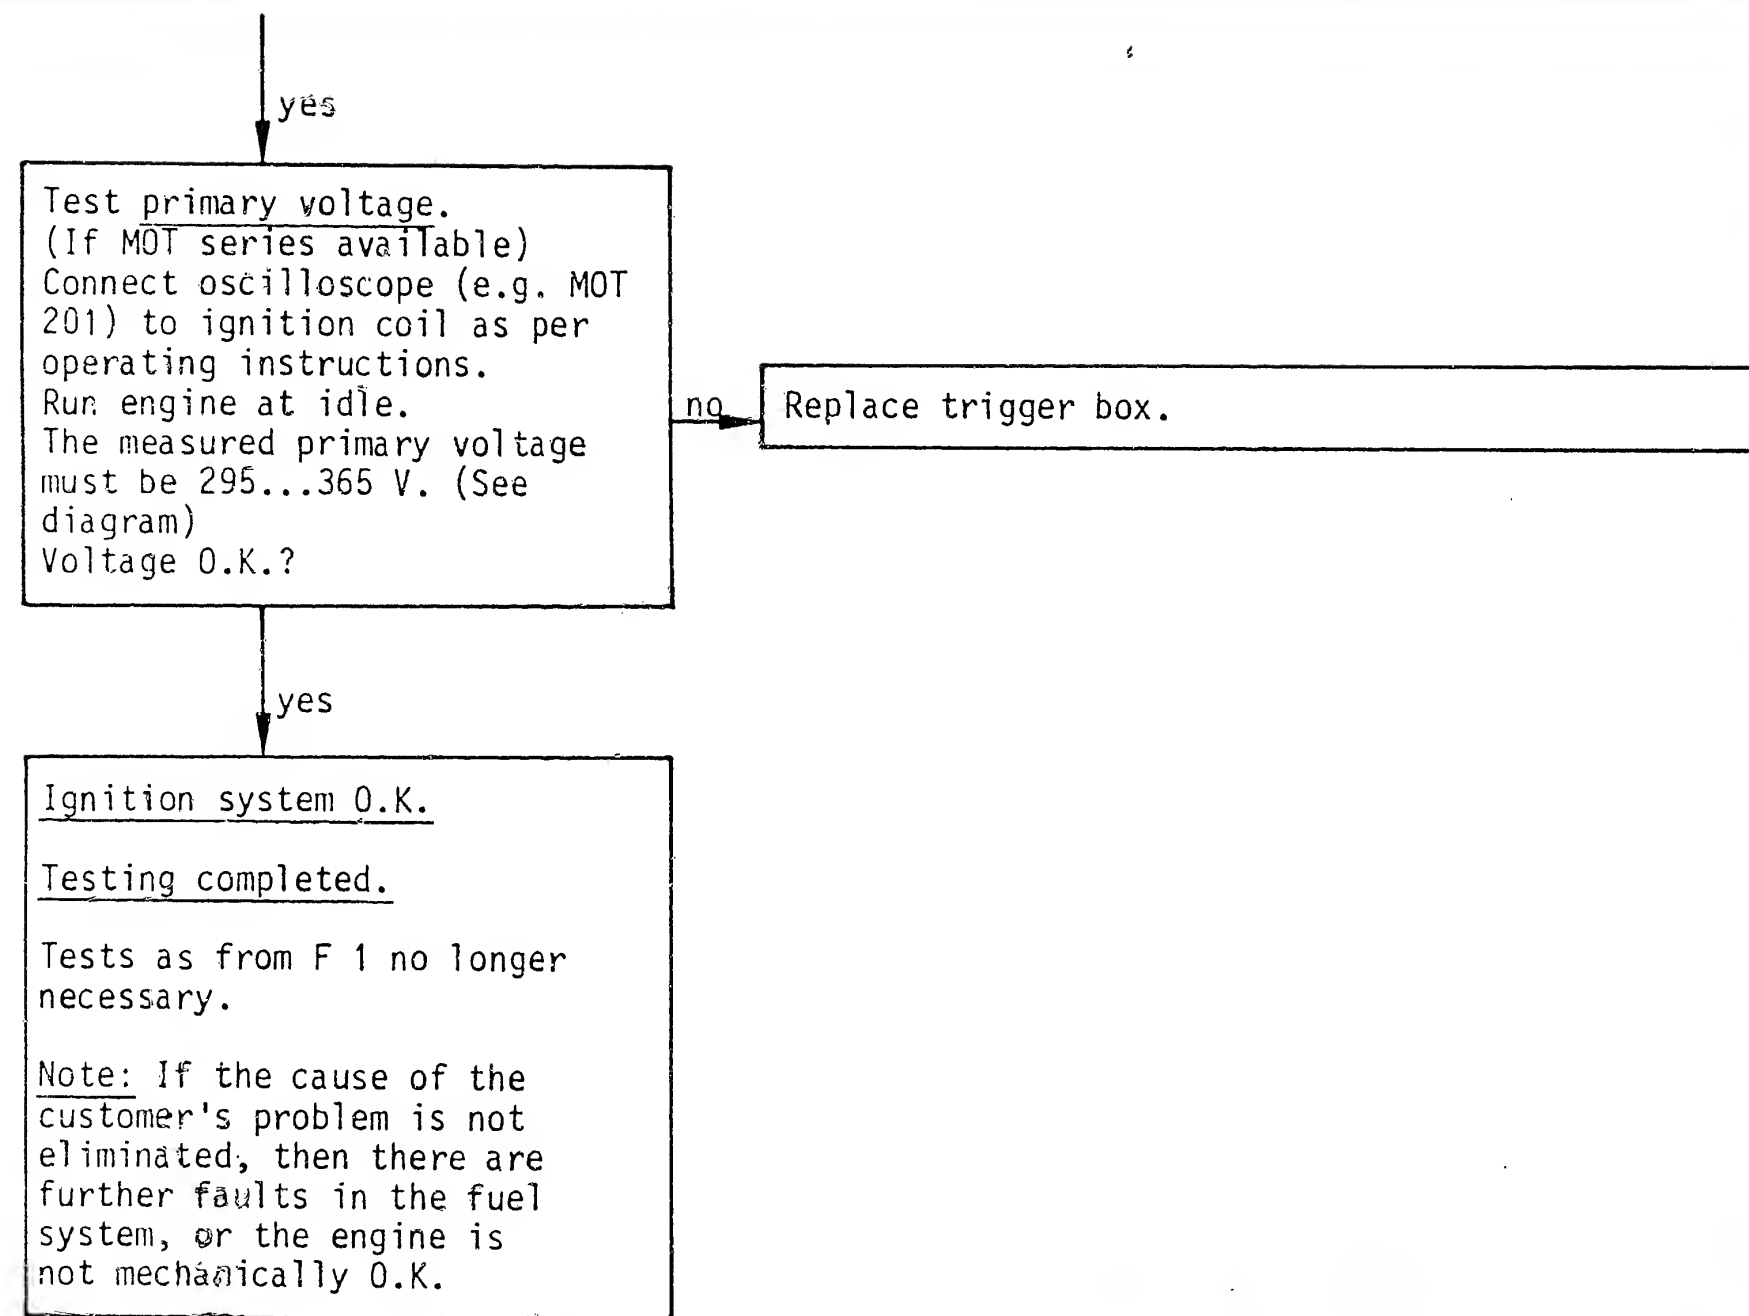 yes
Test primary voltage.
(If MOT series available)
Connect oscilloscope (e.g. MOT
201) to ignition coil as per
operating instructions.
Run engine at idle.
The measured primary voltage
must be 295...365 V. (See
diagram)
Voltage O.K.?
no
Replace trigger box.
yes
Ignition system O.K.
Testing completed.
Tests as from F 1 no longer
necessary.
Note: If the cause of the
customer's problem is not
eliminated, then there are
further faults in the fuel
system, or the engine is
not mechanically O.K.